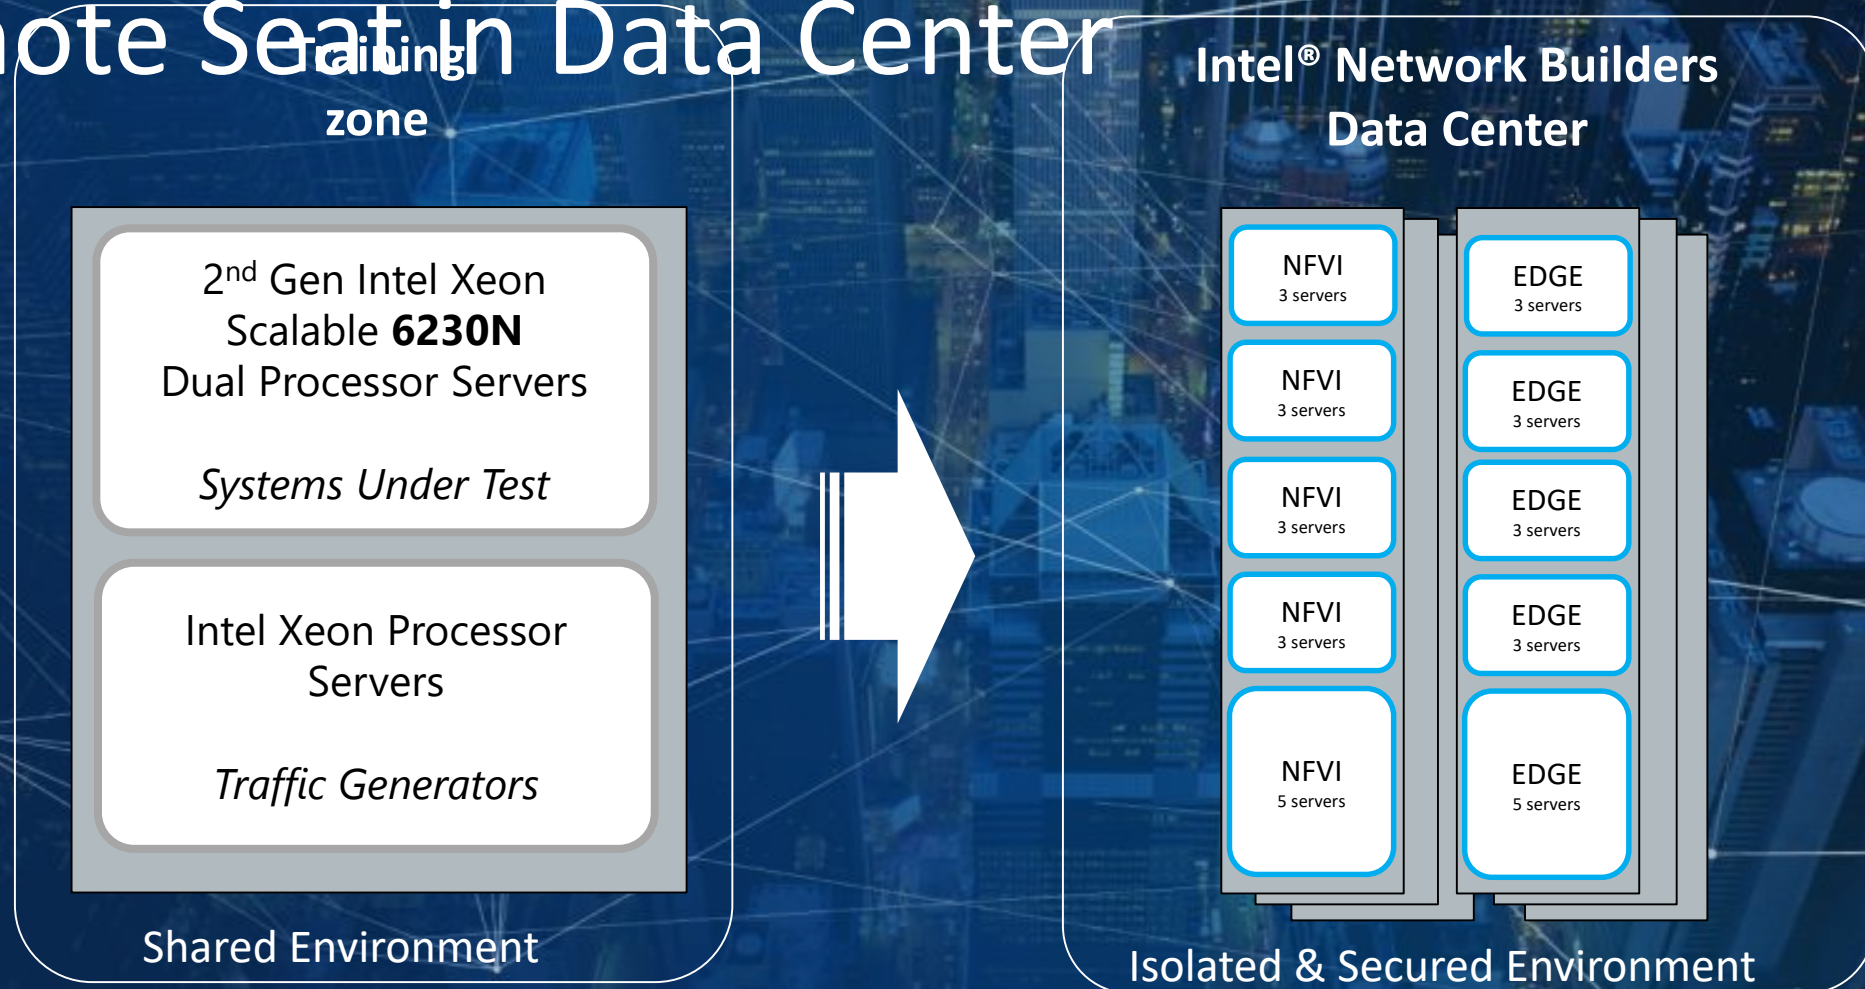 ote Seat in Data Center
Training
zone
2nd Gen Intel Xeon
Scalable 6230N
Dual Processor Servers
Systems Under Test
Intel Xeon Processor
Servers
Traffic Generators
Shared Environment
Intel® Network Builders
Data Center
NFVI
3 servers
NFVI
3 servers
NFVI
3 servers
NFVI
3 servers
NFVI
5 servers
EDGE
3 servers
EDGE
3 servers
EDGE
3 servers
EDGE
3 servers
EDGE
5 servers
Isolated & Secured Environment